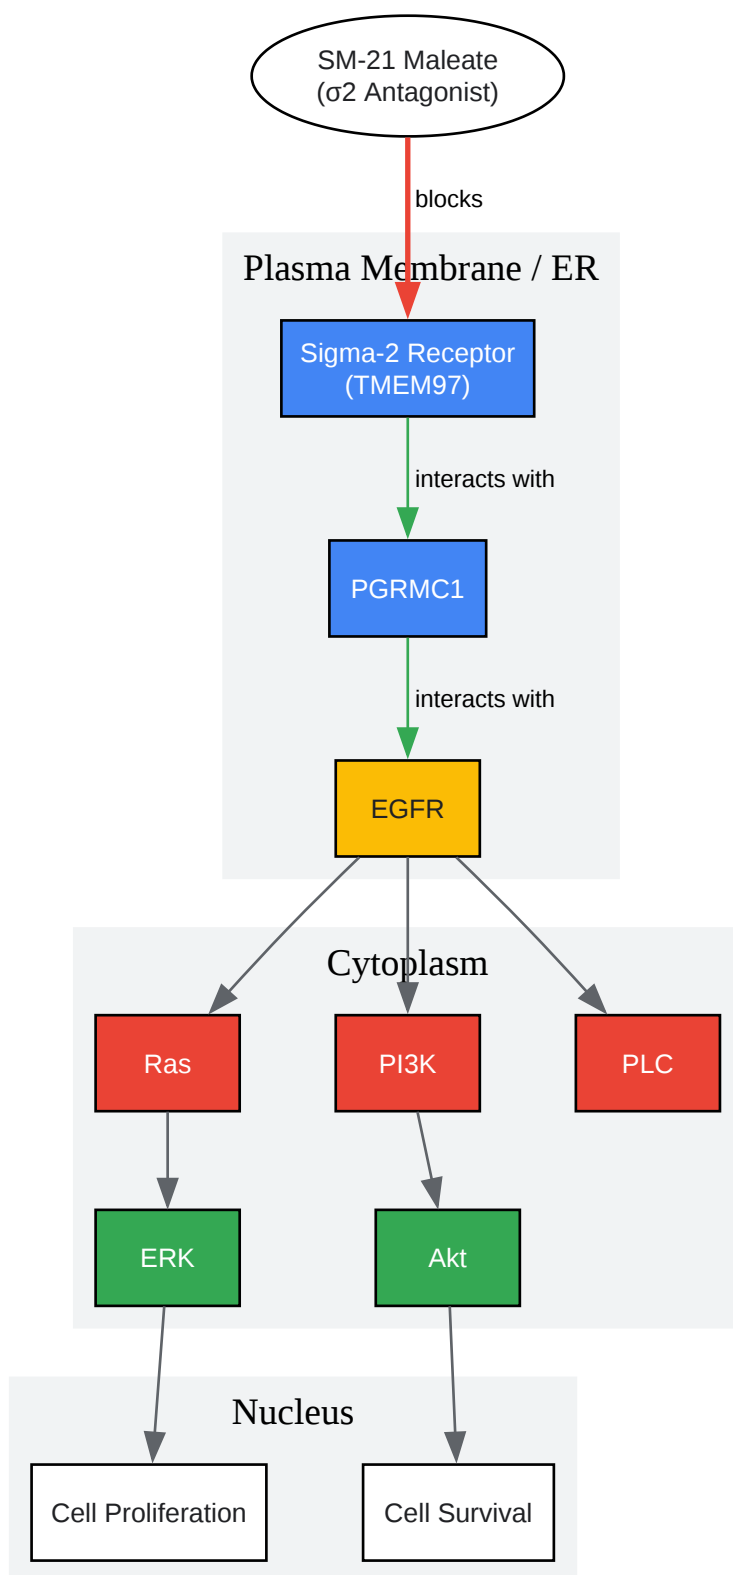 SM-21 Maleate
(σ2 Antagonist)
blocks
Plasma Membrane / ER
Sigma-2 Receptor
(TMEM97)
interacts with
PGRMC1
interacts with
EGFR
Cytoplasm
Ras
PI3K
PLC
ERK
Akt
Nucleus
Cell Proliferation
Cell Survival